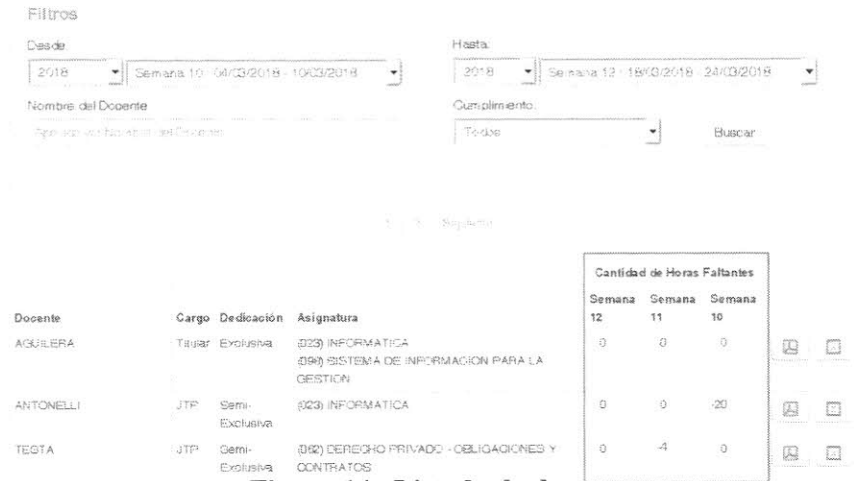 Filtros
Desde: Hasta:
2018 Semana 10 - 04/03/2018 - 10/03/2018 2018 Semana 12 - 18/03/2018 - 24/03/2018
Nombre del Docente Cumplimiento:
Todos Buscar
Siguiente
Cantidad de Horas Faltantes
Docente Cargo Dedicación Asignatura Semana 12 Semana 11 Semana 10
AGUILERA Titular Exclusiva (023) INFORMATICA 0 0 0
(096) SISTEMA DE INFORMACION PARA LA
GESTION
ANTONELLI JTP Semi- (023) INFORMATICA 0 0 -20
Exclusiva
TESTA JTP Semi- (062) DERECHO PRIVADO - OBLIGACIONES Y 0 -4 0
Exclusiva CONTRATOS